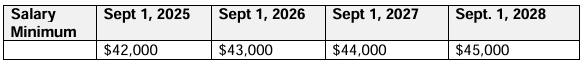 Salary Minimum Sept 1, 2025 Sept 1, 2026 Sept 1, 2027 Sept. 1, 2028
$42,000 $43,000 $44,000 $45,000